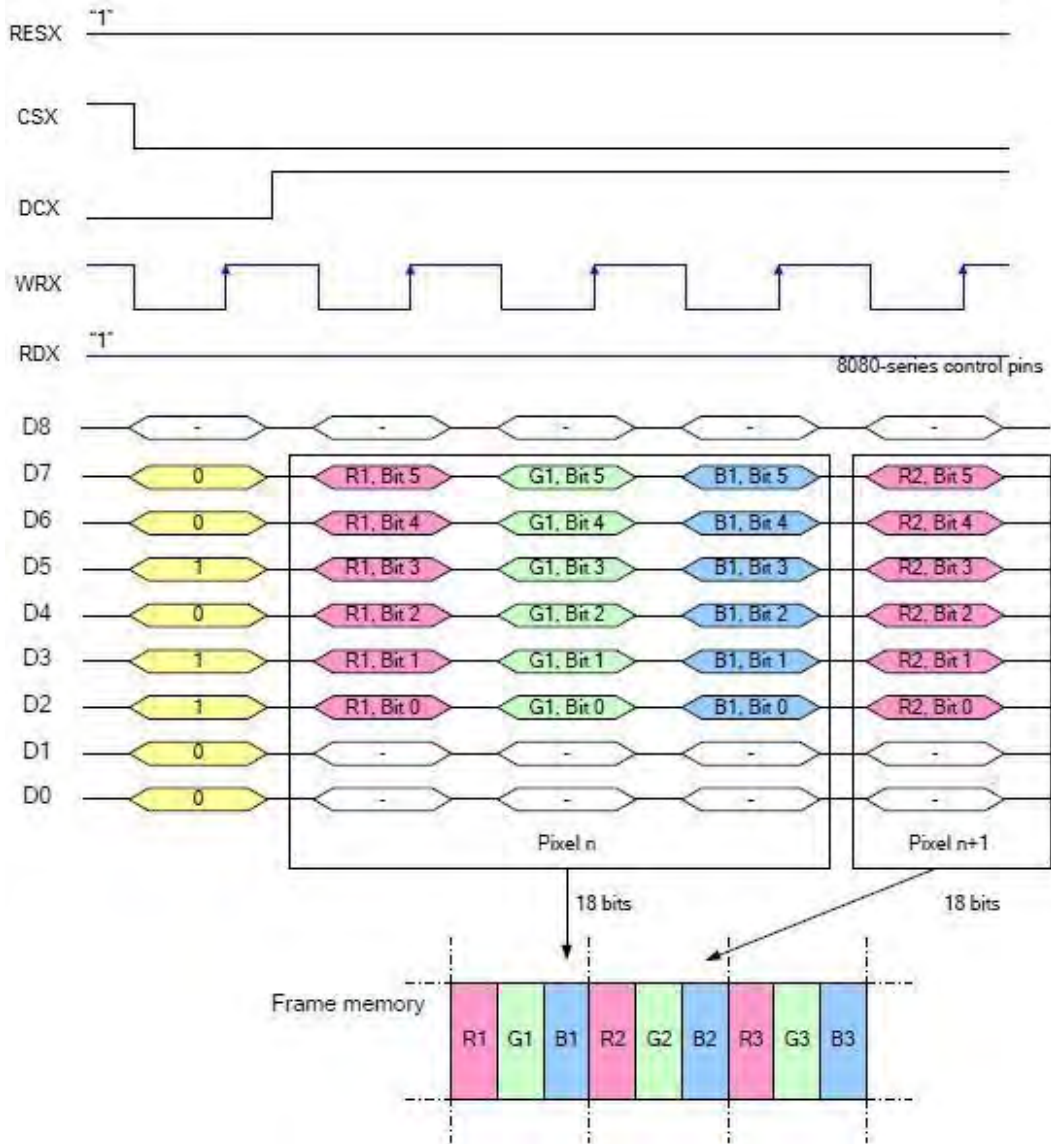 RESX "1"
CSX
DCX
WRX
RDX "1"
8080-series control pins
D8 - - - - -
D7 0 R1, Bit 5 G1, Bit 5 B1, Bit 5 R2, Bit 5
D6 0 R1, Bit 4 G1, Bit 4 B1, Bit 4 R2, Bit 4
D5 1 R1, Bit 3 G1, Bit 3 B1, Bit 3 R2, Bit 3
D4 0 R1, Bit 2 G1, Bit 2 B1, Bit 2 R2, Bit 2
D3 1 R1, Bit 1 G1, Bit 1 B1, Bit 1 R2, Bit 1
D2 1 R1, Bit 0 G1, Bit 0 B1, Bit 0 R2, Bit 0
D1 0 - - - -
D0 0 - - - -
Pixel n Pixel n+1
18 bits 18 bits
Frame memory
R1 G1 B1 R2 G2 B2 R3 G3 B3